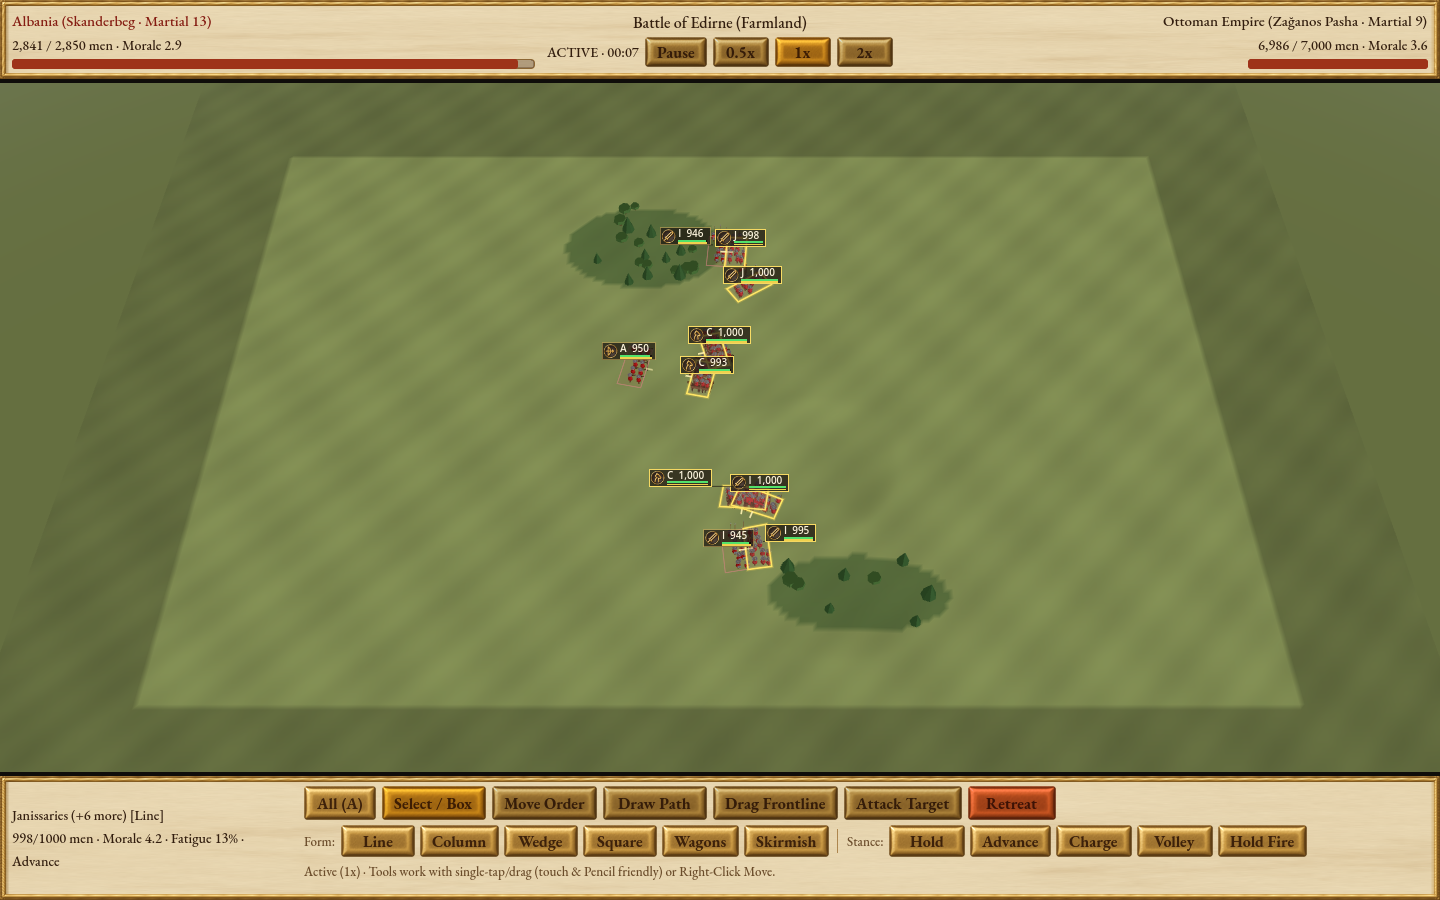 Albania (Skanderbeg · Martial 13)
2,841 / 2,850 men · Morale 2.9
Battle of Edirne (Farmland)
ACTIVE · 00:07
Pause
0.5x
1x
2x
Ottoman Empire (Zağanos Pasha · Martial 9)
6,986 / 7,000 men · Morale 3.6
I 946
J 998
J 1,000
C 1,000
A 950
C 993
C 1,000
I 1,000
I 945
I 995
Janissaries (+6 more) [Line]
998/1000 men · Morale 4.2 · Fatigue 13% ·
Advance
All (A)
Select / Box
Move Order
Draw Path
Drag Frontline
Attack Target
Retreat
Form:
Line
Column
Wedge
Square
Wagons
Skirmish
Stance:
Hold
Advance
Charge
Volley
Hold Fire
Active (1x) · Tools work with single-tap/drag (touch & Pencil friendly) or Right-Click Move.